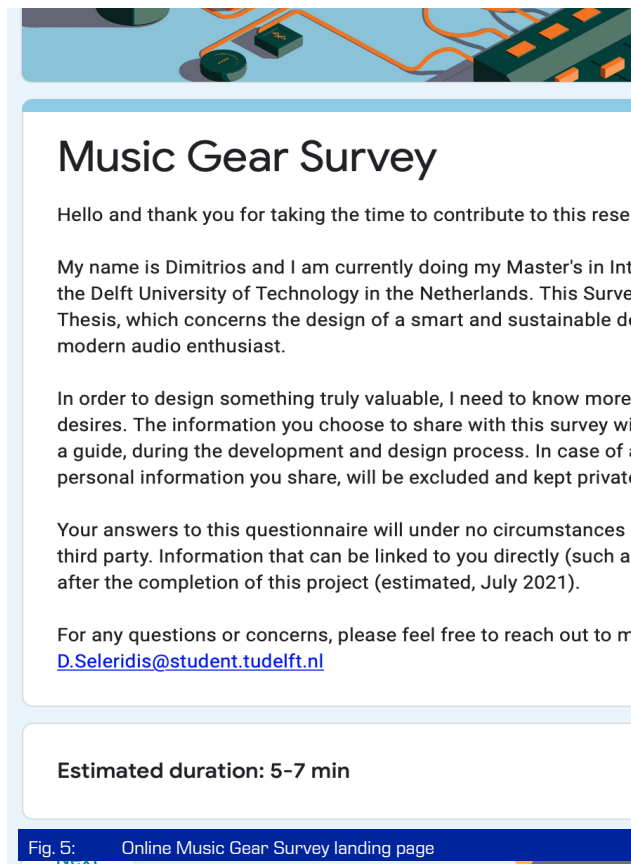 Music Gear Survey
Hello and thank you for taking the time to contribute to this rese
My name is Dimitrios and I am currently doing my Master's in Int
the Delft University of Technology in the Netherlands. This Surve
Thesis, which concerns the design of a smart and sustainable de
modern audio enthusiast.
In order to design something truly valuable, I need to know more
desires. The information you choose to share with this survey wi
a guide, during the development and design process. In case of a
personal information you share, will be excluded and kept private
Your answers to this questionnaire will under no circumstances
third party. Information that can be linked to you directly (such a
after the completion of this project (estimated, July 2021).
For any questions or concerns, please feel free to reach out to m
D.Seleridis@student.tudelft.nl
Estimated duration: 5-7 min
Fig. 5: Online Music Gear Survey landing page